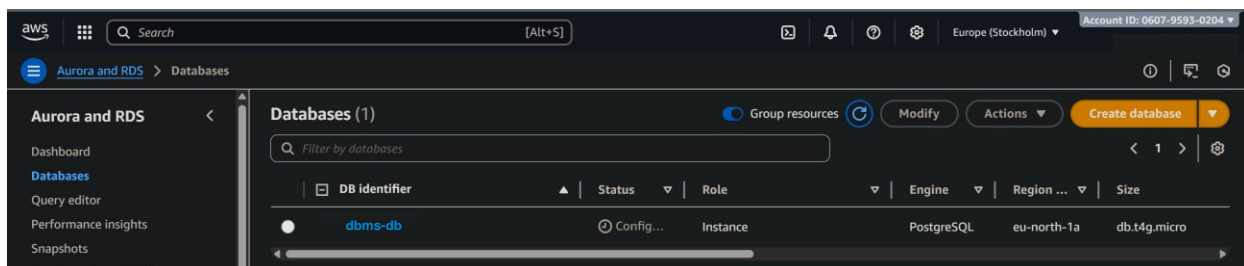 aws
Search [Alt+S] Europe (Stockholm) Account ID: 0607-9593-0204
Aurora and RDS > Databases
Aurora and RDS
Dashboard
Databases
Query editor
Performance insights
Snapshots
Databases (1) Group resources Modify Actions Create database
Filter by databases 1
DB identifier Status Role Engine Region ... Size
dbms-db Config... Instance PostgreSQL eu-north-1a db.t4g.micro